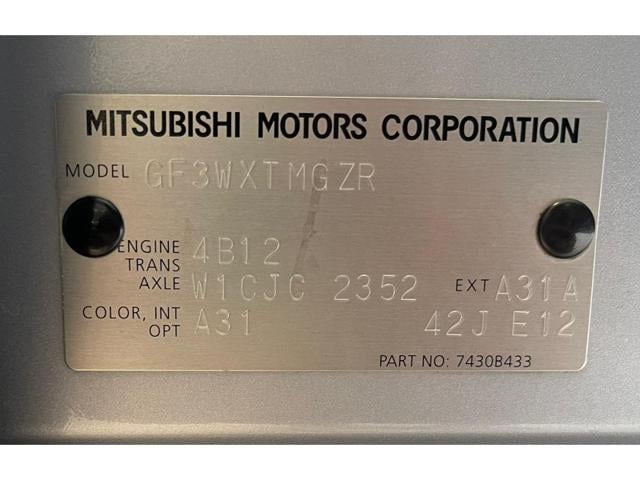 MITSUBISHI MOTORS CORPORATION
MODEL GF3WXTMGZR
ENGINE 4B12
TRANS
AXLE W1CJC 2352 EXT A31A
COLOR, INT
OPT A31 42J E12
PART NO: 7430B433